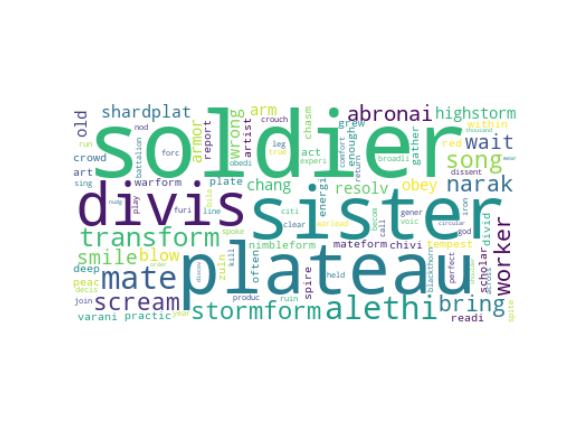 soldier
sister
plateau
divis
alethi
transform
stormform
mate
scream
song
bring
narak
worker
abronai
wait
smile
shardplat
highstorm
blow
obey
resolv
chang
wrong
arm
armor
old
crowd
art
report
artist
act
grew
enough
gather
chasm
within
red
energi
divid
scholar
readi
tempest
nimbleform
mateform
chivi
spire
often
zuin
deep
peac
join
varani
practic
produc
ruin
held
kill
line
plate
warform
sing
run
nod
battalion
forc
crouch
leg
true
experi
obedi
comfort
return
broadli
dissent
thousand
iron
god
circular
perfect
blackthorn
call
becom
gener
voic
warlead
citi
clear
spoke
furi
play
nudg
decis
year
order
spite